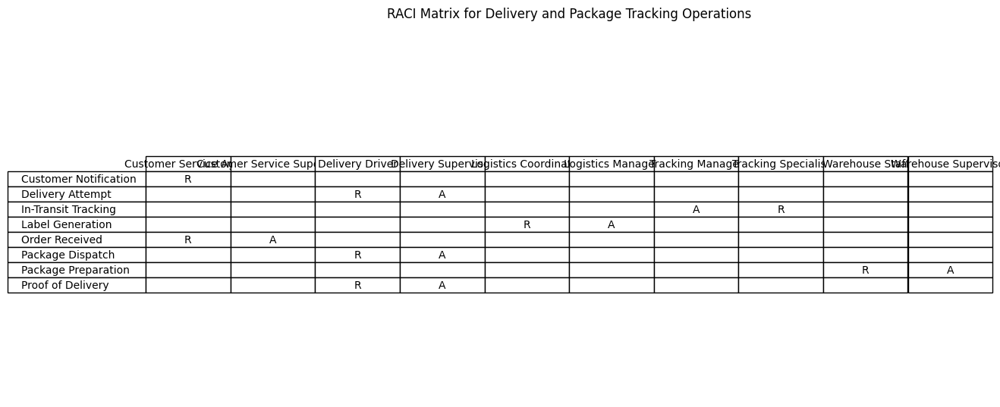 RACI Matrix for Delivery and Package Tracking Operations
Customer Service Customer Service Supe Delivery Driver Delivery Supervis Logistics Coordina Logistics Manager Tracking Manage Tracking Specialis Warehouse Staff Warehouse Superviso
Customer Notification R
Delivery Attempt R A
In-Transit Tracking A R
Label Generation R A
Order Received R A
Package Dispatch R A
Package Preparation R A
Proof of Delivery R A